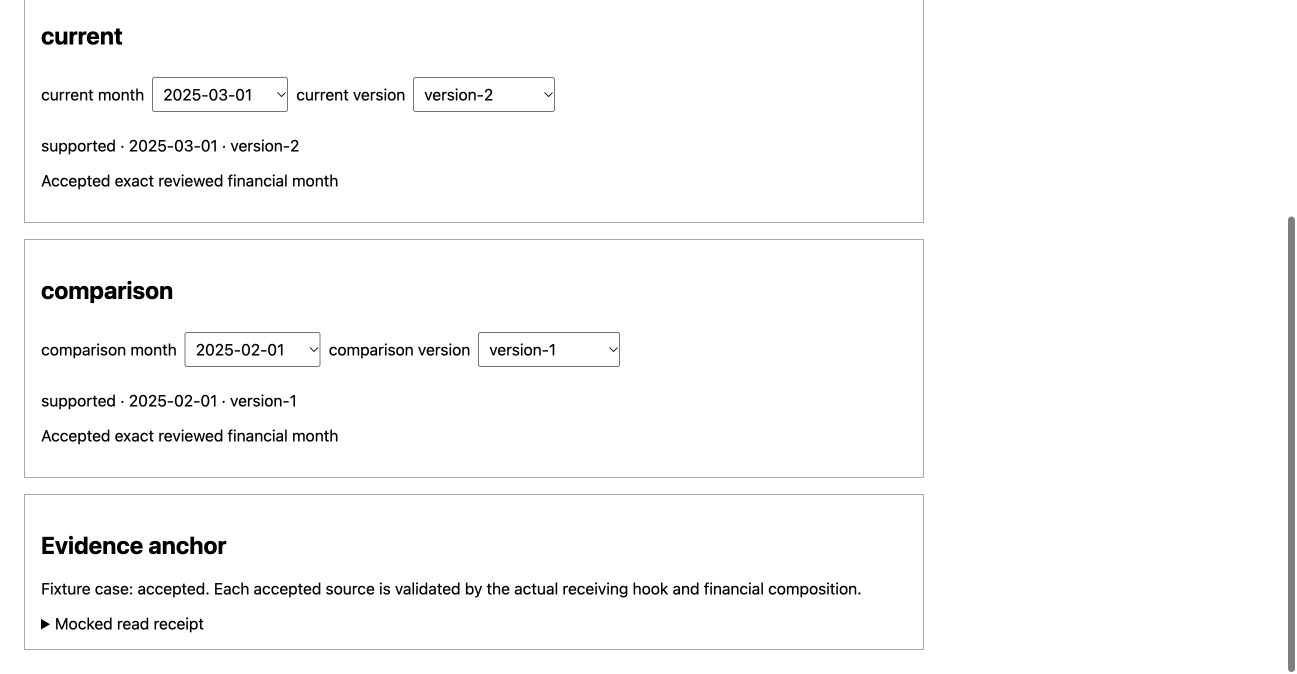 current
current month 2025-03-01 current version version-2
supported · 2025-03-01 · version-2
Accepted exact reviewed financial month
comparison
comparison month 2025-02-01 comparison version version-1
supported · 2025-02-01 · version-1
Accepted exact reviewed financial month
Evidence anchor
Fixture case: accepted. Each accepted source is validated by the actual receiving hook and financial composition.
Mocked read receipt